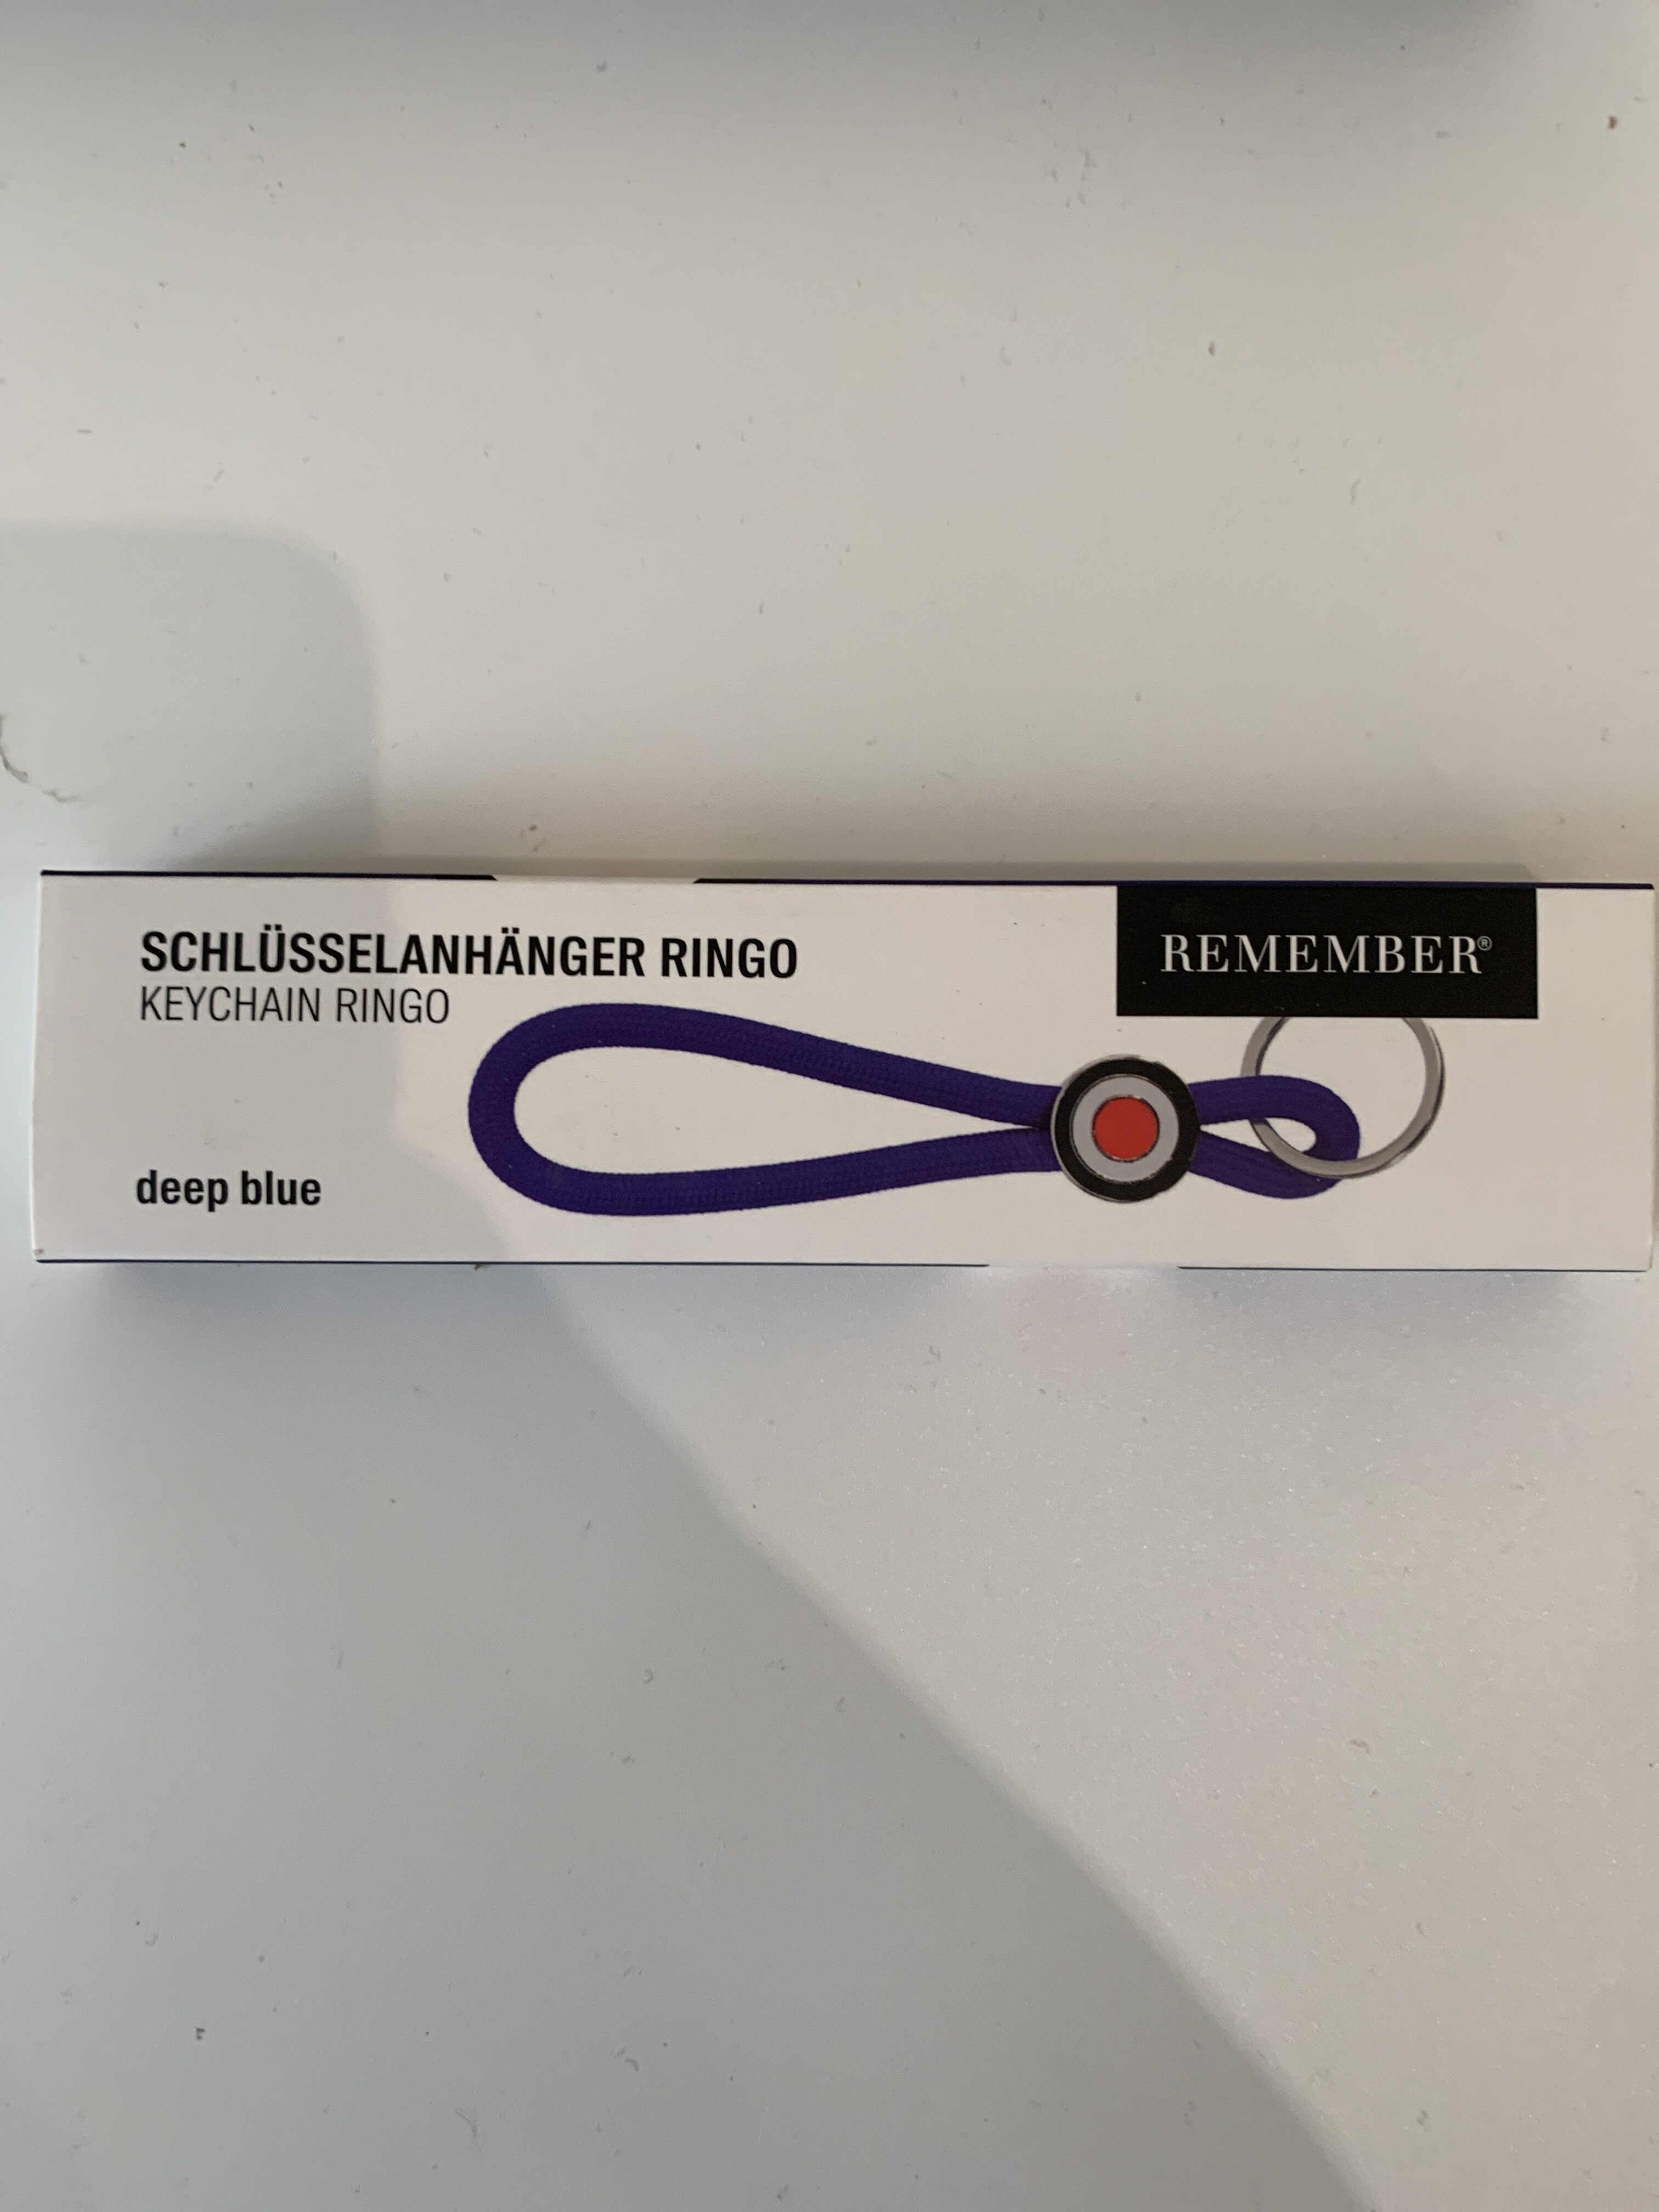 SCHLÜSSELANHÄNGER RINGO
KEYCHAIN RINGO
REMEMBER®
deep blue